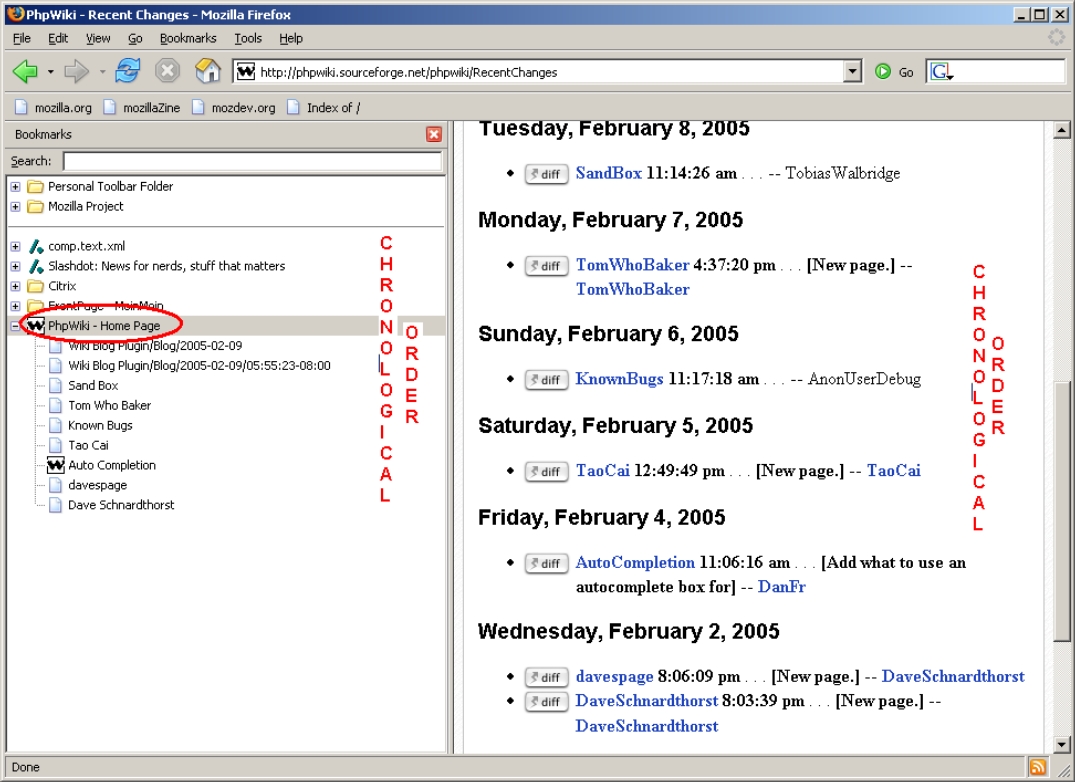 PhpWiki - Recent Changes - Mozilla Firefox
File Edit View Go Bookmarks Tools Help
http://phpwiki.sourceforge.net/phpwiki/RecentChanges Go G
mozilla.org mozillaZine mozdev.org Index of /
Bookmarks
Search:
Personal Toolbar Folder
Mozilla Project
comp.text.xml
Slashdot: News for nerds, stuff that matters
Citrix
FrontPage - MoinMoin
PhpWiki - Home Page
Wiki Blog Plugin/Blog/2005-02-09
Wiki Blog Plugin/Blog/2005-02-09/05:55:23-08:00
Sand Box
Tom Who Baker
Known Bugs
Tao Cai
Auto Completion
davespage
Dave Schnardthorst
CHRONOLOGICAL
ORDER
Tuesday, February 8, 2005
diff SandBox 11:14:26 am . . . -- TobiasWalbridge
Monday, February 7, 2005
diff TomWhoBaker 4:37:20 pm . . . [New page.] --
TomWhoBaker
Sunday, February 6, 2005
diff KnownBugs 11:17:18 am . . . -- AnonUserDebug
Saturday, February 5, 2005
diff TaoCai 12:49:49 pm . . . [New page.] -- TaoCai
Friday, February 4, 2005
diff AutoCompletion 11:06:16 am . . . [Add what to use an
autocomplete box for] -- DanFr
Wednesday, February 2, 2005
diff davespage 8:06:09 pm . . . [New page.] -- DaveSchnardthorst
diff DaveSchnardthorst 8:03:39 pm . . . [New page.] --
DaveSchnardthorst
CHRONOLOGICAL
ORDER
Done